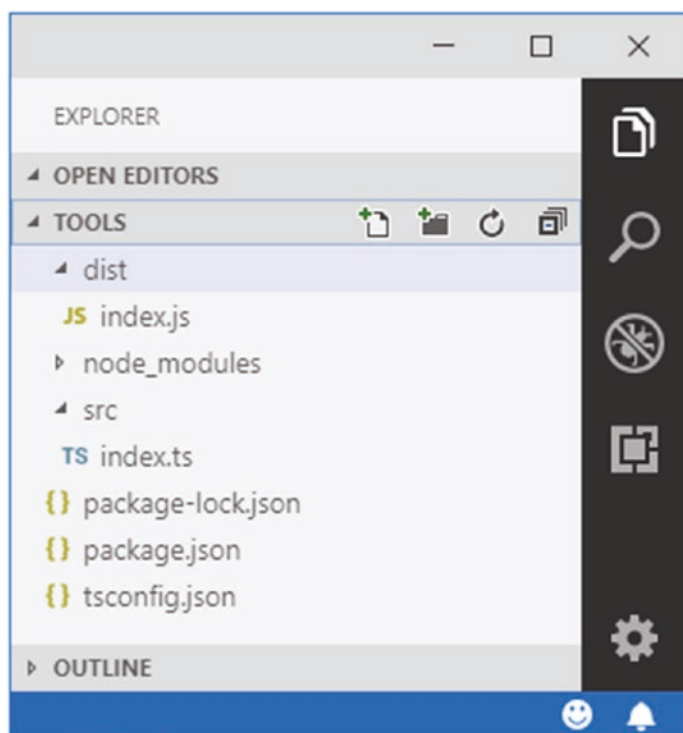 EXPLORER
OPEN EDITORS
TOOLS
dist
JS index.js
node_modules
src
TS index.ts
{} package-lock.json
{} package.json
{} tsconfig.json
OUTLINE